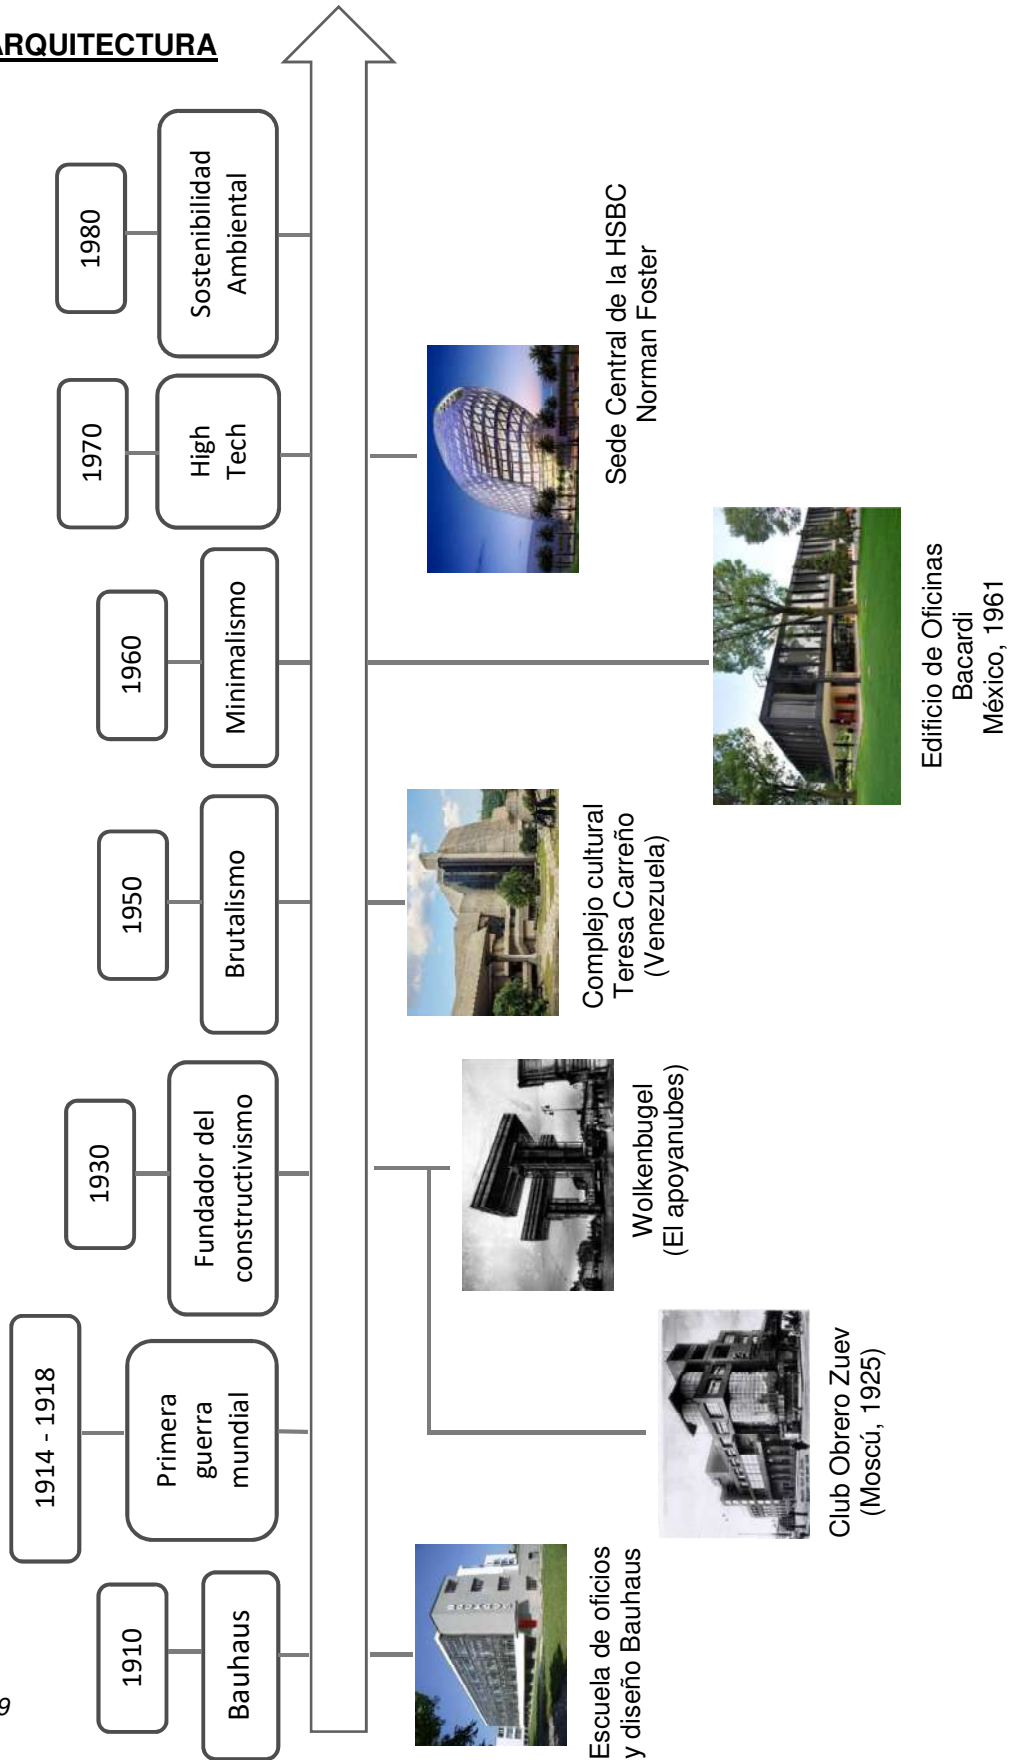 ARQUITECTURA
1910
Bauhaus
1914 - 1918
Primera
guerra
mundial
1930
Fundador del
constructivismo
1950
Brutalismo
1960
Minimalismo
1970
High
Tech
1980
Sostenibilidad
Ambiental
Escuela de oficios
y diseño Bauhaus
Club Obrero Zuev
(Moscú, 1925)
Wolkenbugel
(El apoyanubes)
Complejo cultural
Teresa Carreño
(Venezuela)
Edificio de Oficinas
Bacardi
México, 1961
Sede Central de la HSBC
Norman Foster
9